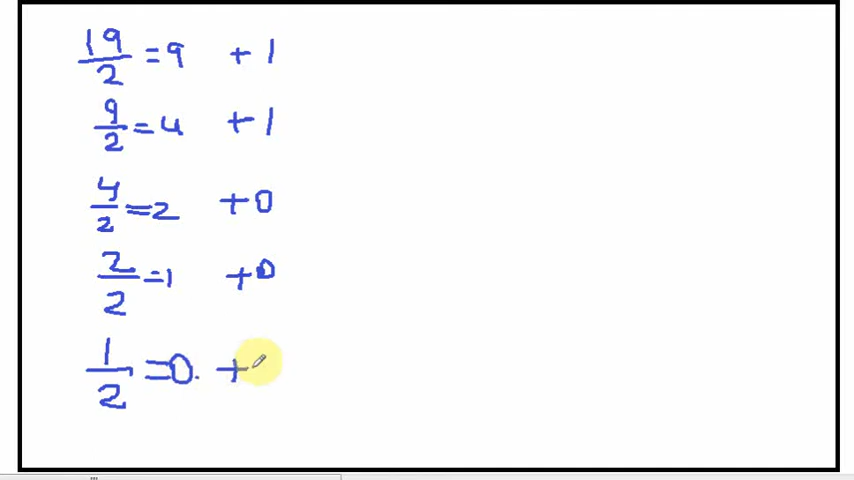 19/2 = 9 + 1
9/2 = 4 + 1
4/2 = 2 + 0
2/2 = 1 + 0
1/2 = 0. +